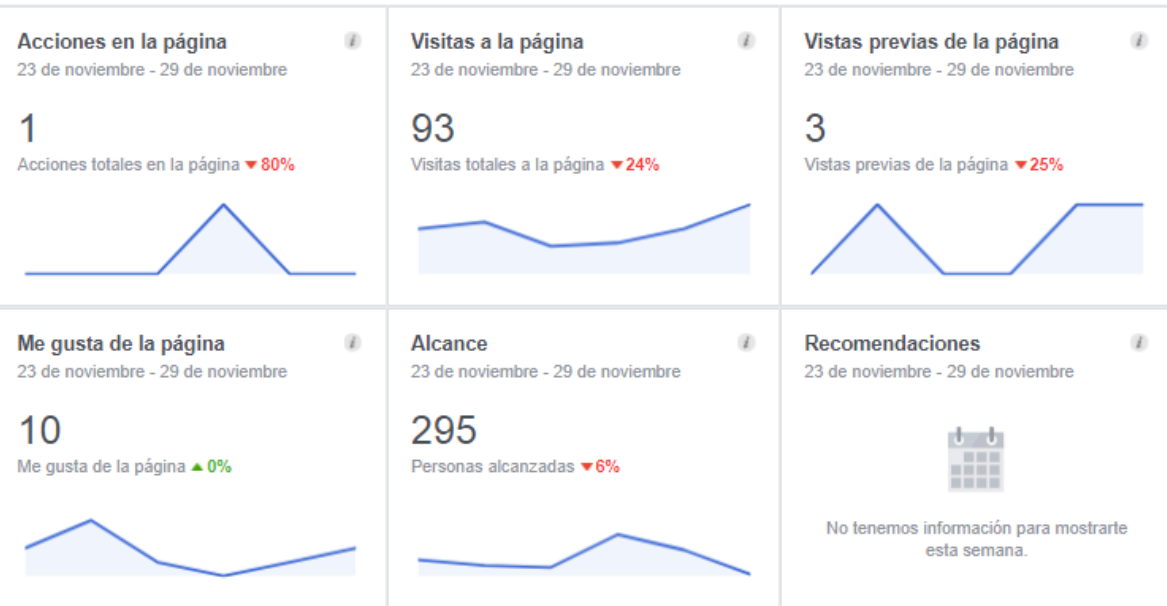 Acciones en la página
23 de noviembre - 29 de noviembre
1
Acciones totales en la página ▼80%
Visitas a la página
23 de noviembre - 29 de noviembre
93
Visitas totales a la página ▼24%
Vistas previas de la página
23 de noviembre - 29 de noviembre
3
Vistas previas de la página ▼25%
Me gusta de la página
23 de noviembre - 29 de noviembre
10
Me gusta de la página ▲0%
Alcance
23 de noviembre - 29 de noviembre
295
Personas alcanzadas ▼6%
Recomendaciones
23 de noviembre - 29 de noviembre
No tenemos información para mostrarte
esta semana.